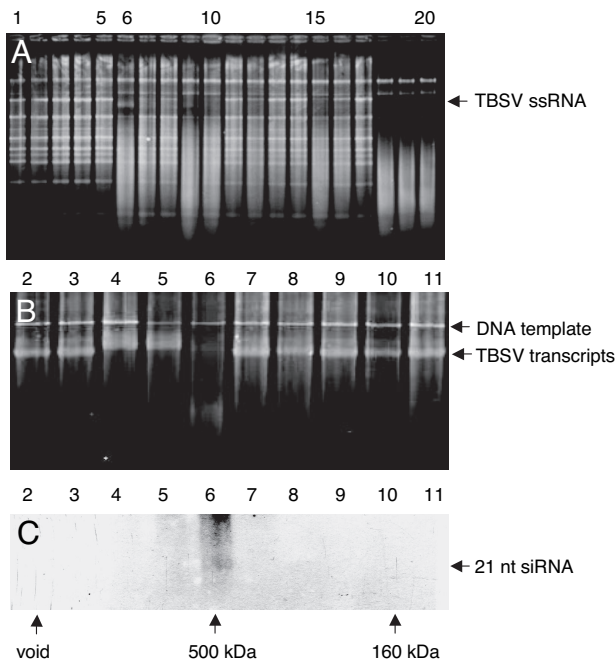 1 5 6 10 15 20
A
TBSV ssRNA
2 3 4 5 6 7 8 9 10 11
B
DNA template
TBSV transcripts
2 3 4 5 6 7 8 9 10 11
C
21 nt siRNA
void 500 kDa 160 kDa